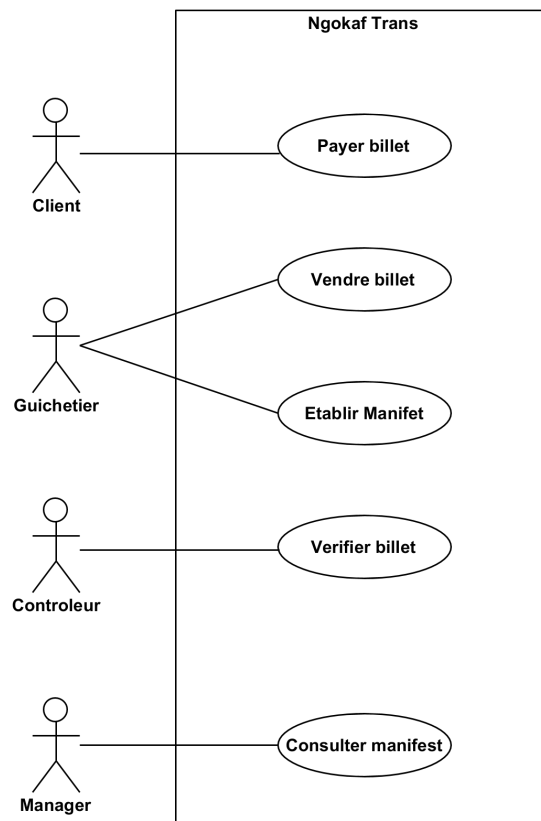 Ngokaf Trans
Payer billet
Client
Vendre billet
Guichetier
Etablir Manifet
Verifier billet
Controleur
Consulter manifest
Manager